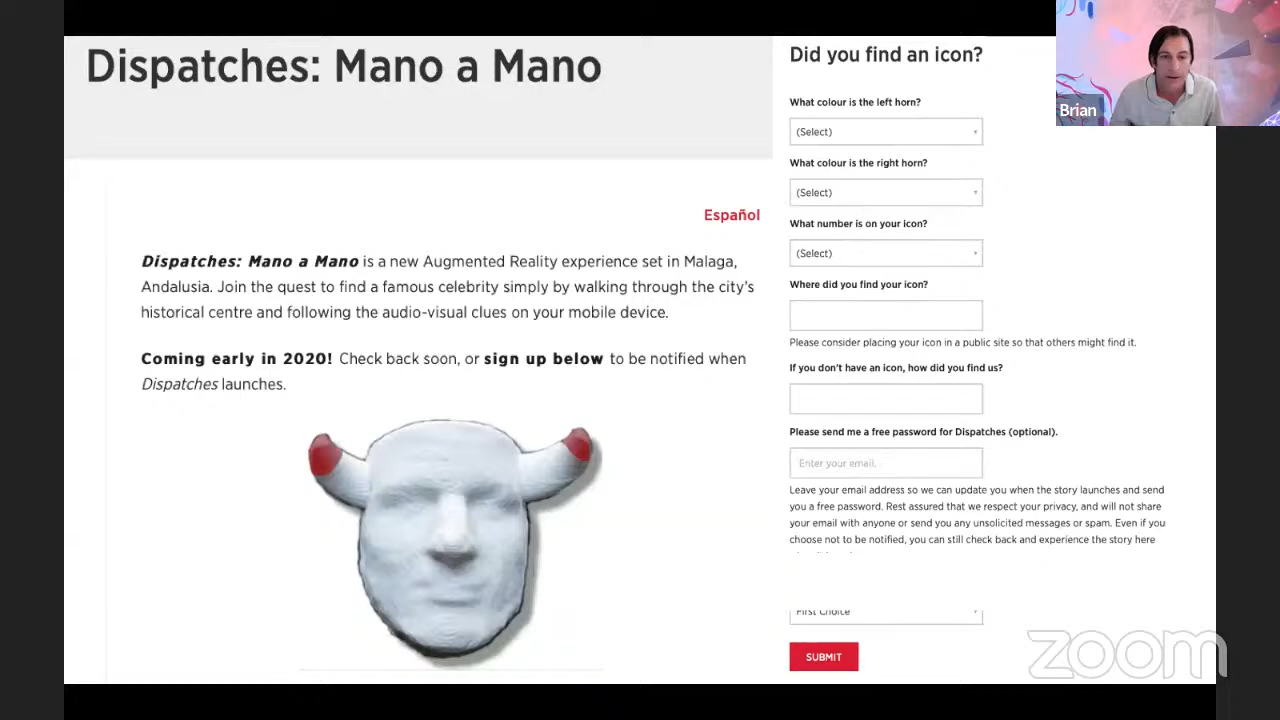 Dispatches: Mano a Mano
Español
Dispatches: Mano a Mano is a new Augmented Reality experience set in Malaga,
Andalusia. Join the quest to find a famous celebrity simply by walking through the city's
historical centre and following the audio-visual clues on your mobile device.
Coming early in 2020! Check back soon, or sign up below to be notified when
Dispatches launches.
Did you find an icon?
What colour is the left horn?
(Select)
What colour is the right horn?
(Select)
What number is on your icon?
(Select)
Where did you find your icon?
Please consider placing your icon in a public site so that others might find it.
If you don't have an icon, how did you find us?
Please send me a free password for Dispatches (optional).
Enter your email.
Leave your email address so we can update you when the story launches and send
you a free password. Rest assured that we respect your privacy, and will not share
your email with anyone or send you any unsolicited messages or spam. Even if you
choose not to be notified, you can still check back and experience the story here
First Choice
SUBMIT
Brian
zoom